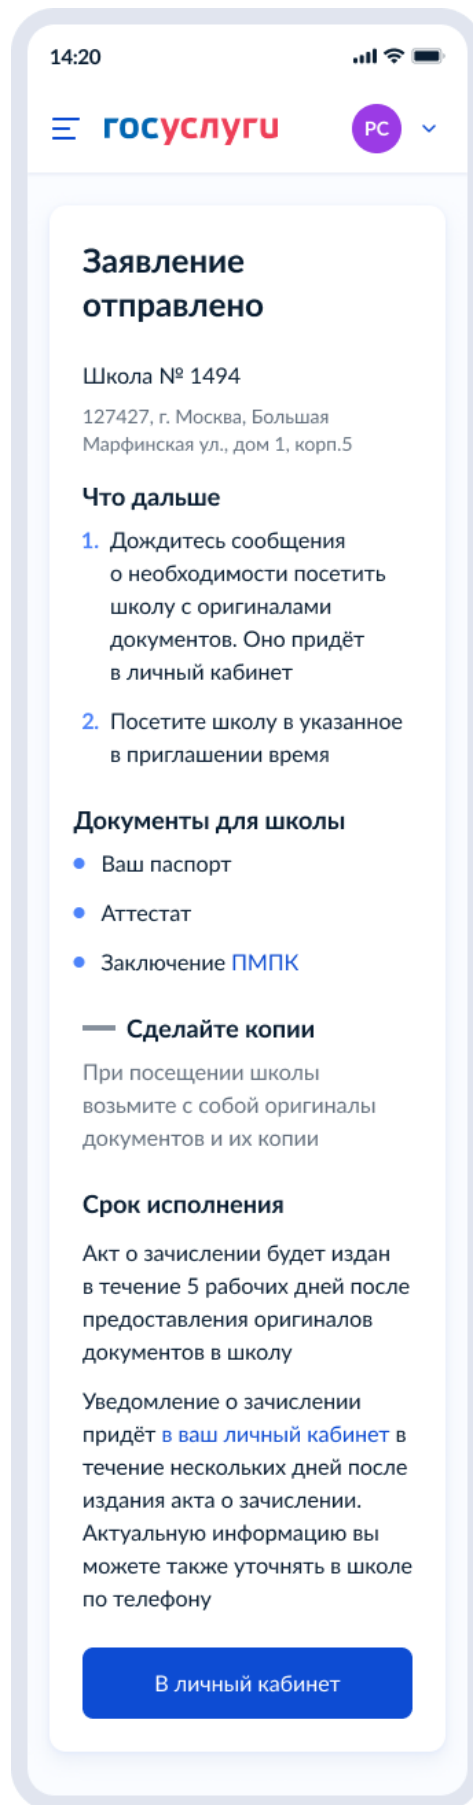 14:20
госуслуги
РС
Заявление
отправлено
Школа № 1494
127427, г. Москва, Большая
Марфинская ул., дом 1, корп.5
Что дальше
1. Дождитесь сообщения
о необходимости посетить
школу с оригиналами
документов. Оно придёт
в личный кабинет
2. Посетите школу в указанное
в приглашении время
Документы для школы
Ваш паспорт
Аттестат
Заключение ПМПК
Сделайте копии
При посещении школы
возьмите с собой оригиналы
документов и их копии
Срок исполнения
Акт о зачислении будет издан
в течение 5 рабочих дней после
предоставления оригиналов
документов в школу
Уведомление о зачислении
придёт в ваш личный кабинет в
течение нескольких дней после
издания акта о зачислении.
Актуальную информацию вы
можете также уточнять в школе
по телефону
В личный кабинет